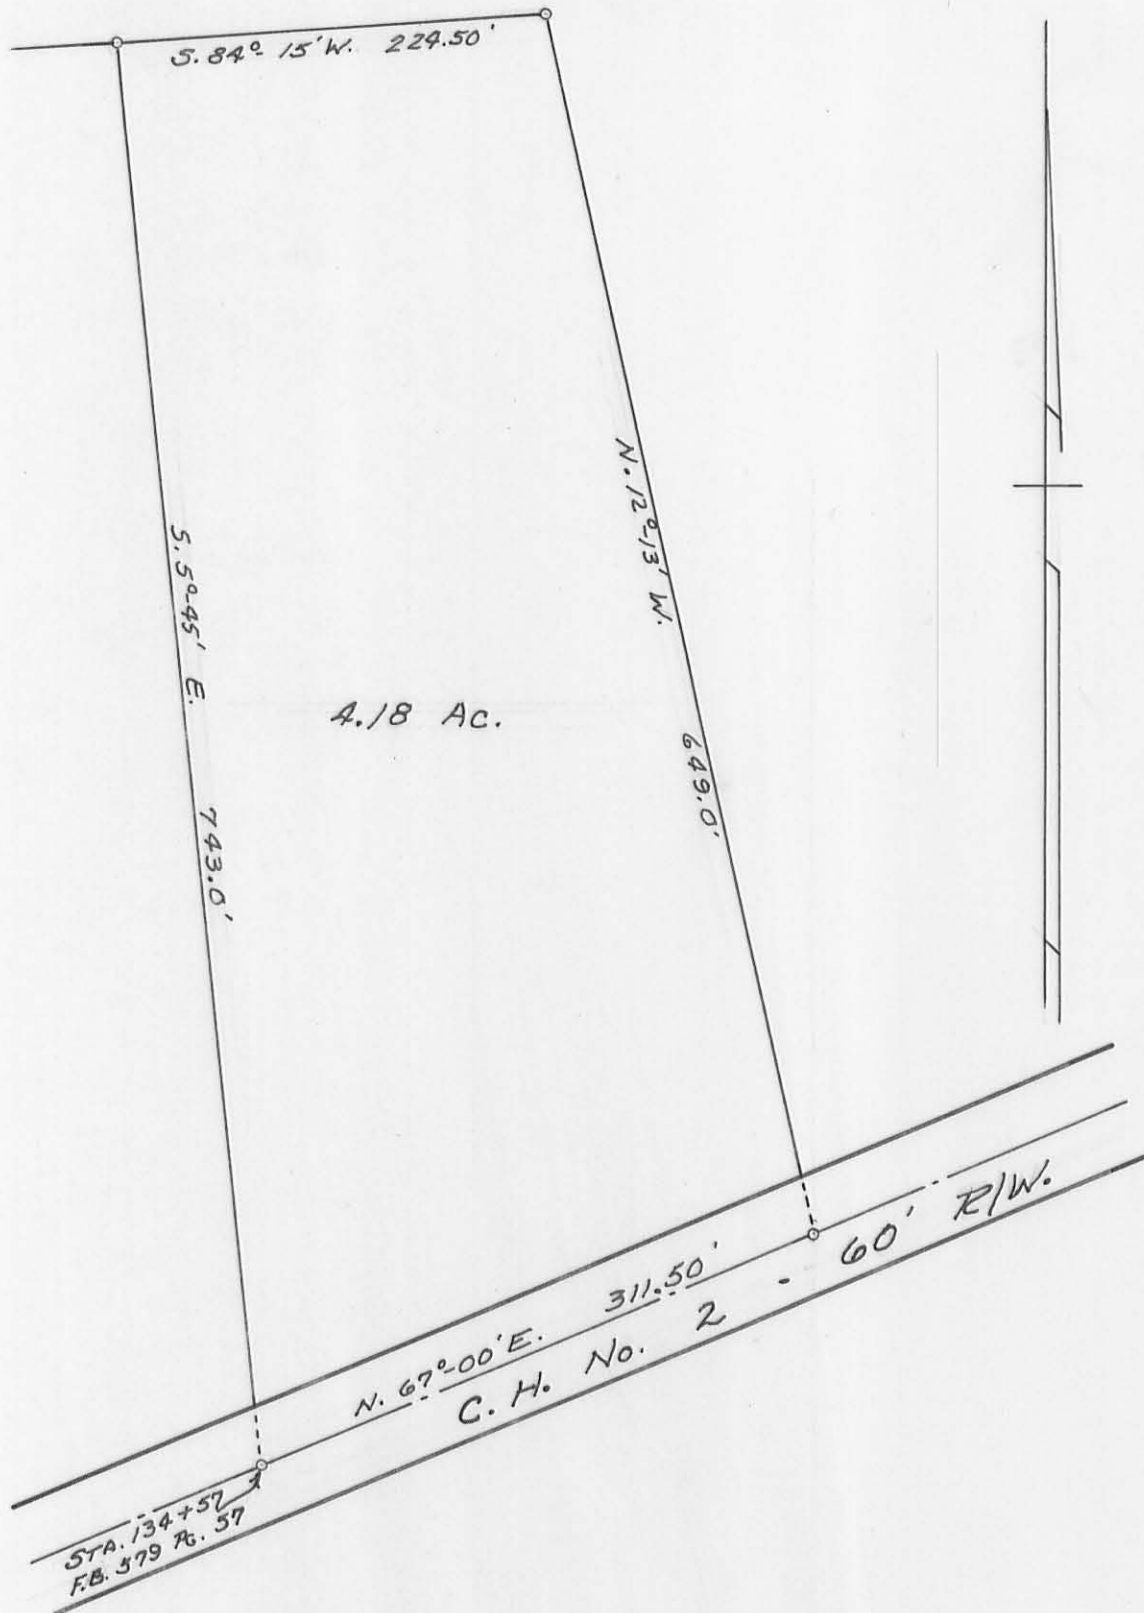 S. 84°- 15' W. 224.50'
N. 12°-13' W. 649.0'
S. 5°-45' E. 743.0'
4.18 Ac.
N. 67°-00' E. 311.50'
C. H. No. 2 - 60' R/W.
STA. 134+57
F.B. 579 PG. 57